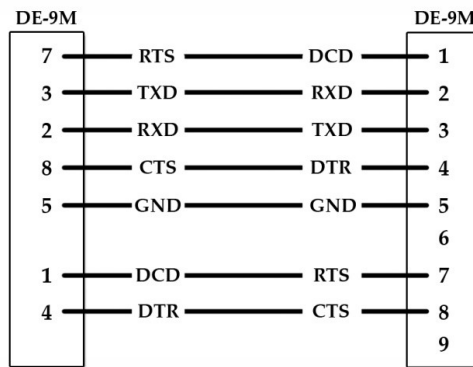 DE-9M DE-9M
7 RTS DCD 1
3 TXD RXD 2
2 RXD TXD 3
8 CTS DTR 4
5 GND GND 5
6
1 DCD RTS 7
4 DTR CTS 8
9